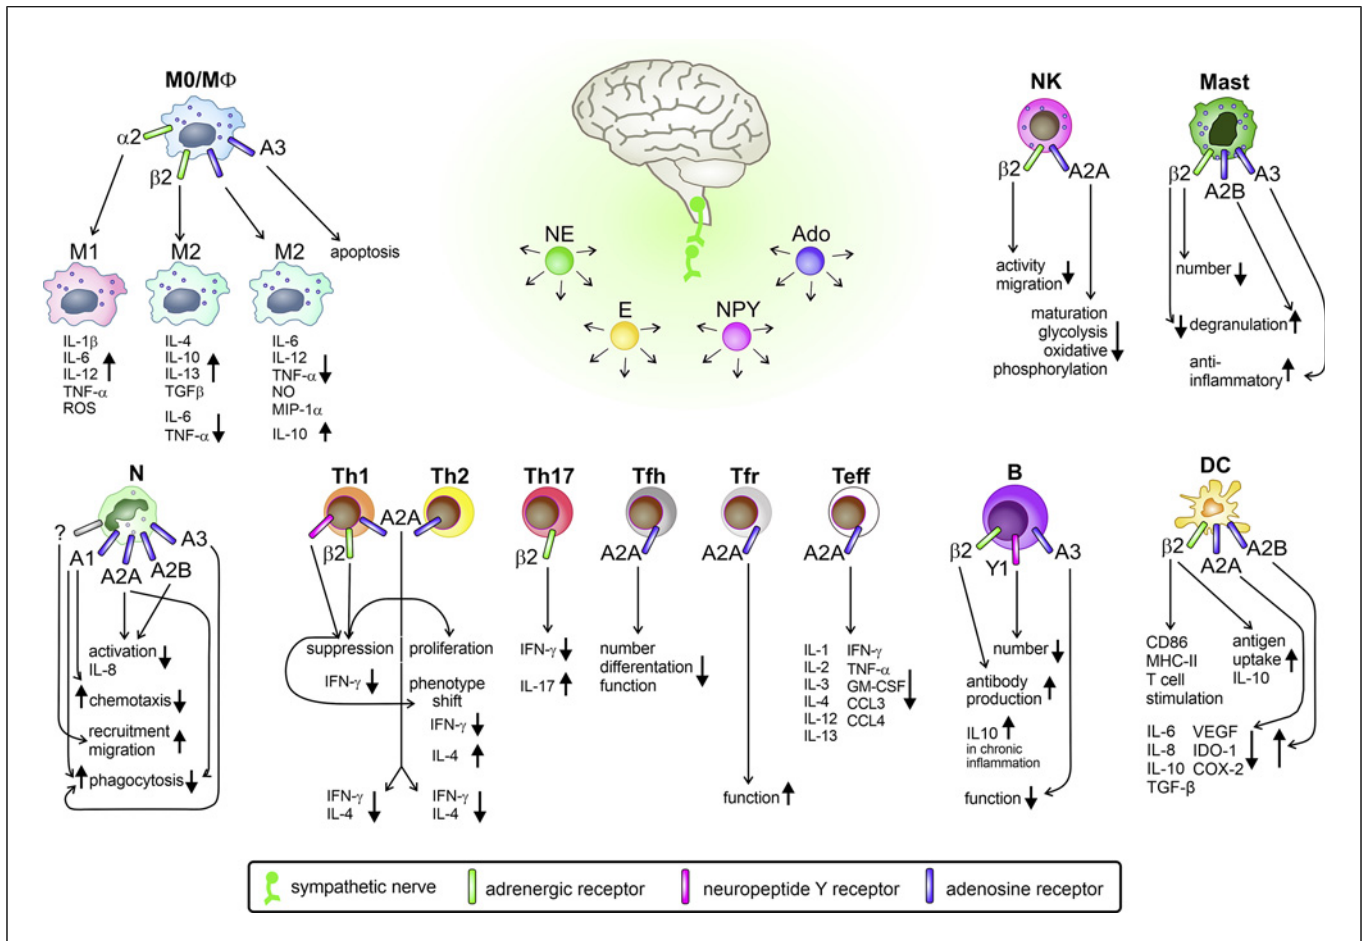 M0/MΦ
α2
β2
A3
M1
M2
M2
apoptosis
IL-1β
IL-6
IL-12
TNF-α
ROS
IL-4
IL-10
IL-13
TGFβ
IL-6
TNF-α
IL-6
IL-12
TNF-α
NO
MIP-1α
IL-10
NE
E
NPY
Ado
NK
β2
A2A
activity
migration
maturation
glycolysis
oxidative
phosphorylation
Mast
β2
A2B
A3
number
degranulation
anti-
inflammatory
N
?
A1
A2A
A2B
A3
activation
IL-8
chemotaxis
recruitment
migration
phagocytosis
Th1
Th2
β2
A2A
suppression
IFN-γ
proliferation
phenotype
shift
IFN-γ
IL-4
IFN-γ
IL-4
IFN-γ
IL-4
Th17
β2
IFN-γ
IL-17
Tfh
A2A
number
differentation
function
Tfr
A2A
function
Teff
A2A
IL-1 IFN-γ
IL-2 TNF-α
IL-3 GM-CSF
IL-4 CCL3
IL-12 CCL4
IL-13
B
β2
Y1
A3
number
antibody
production
IL10
in chronic
inflammation
function
DC
β2
A2A
A2B
CD86
MHC-II
T cell
stimulation
antigen
uptake
IL-10
IL-6 VEGF
IL-8 IDO-1
IL-10 COX-2
TGF-β
sympathetic nerve
adrenergic receptor
neuropeptide Y receptor
adenosine receptor